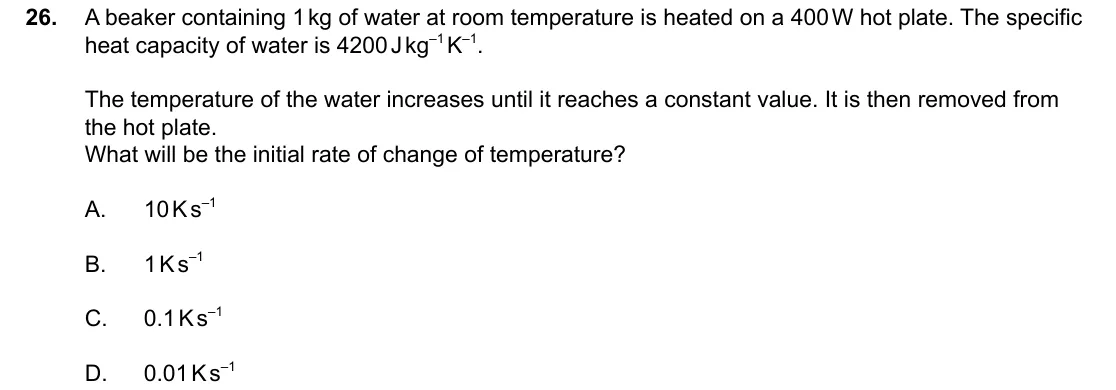 26. A beaker containing 1 kg of water at room temperature is heated on a 400 W hot plate. The specific
heat capacity of water is 4200 J kg⁻¹ K⁻¹.
The temperature of the water increases until it reaches a constant value. It is then removed from
the hot plate.
What will be the initial rate of change of temperature?
A. 10 K s⁻¹
B. 1 K s⁻¹
C. 0.1 K s⁻¹
D. 0.01 K s⁻¹